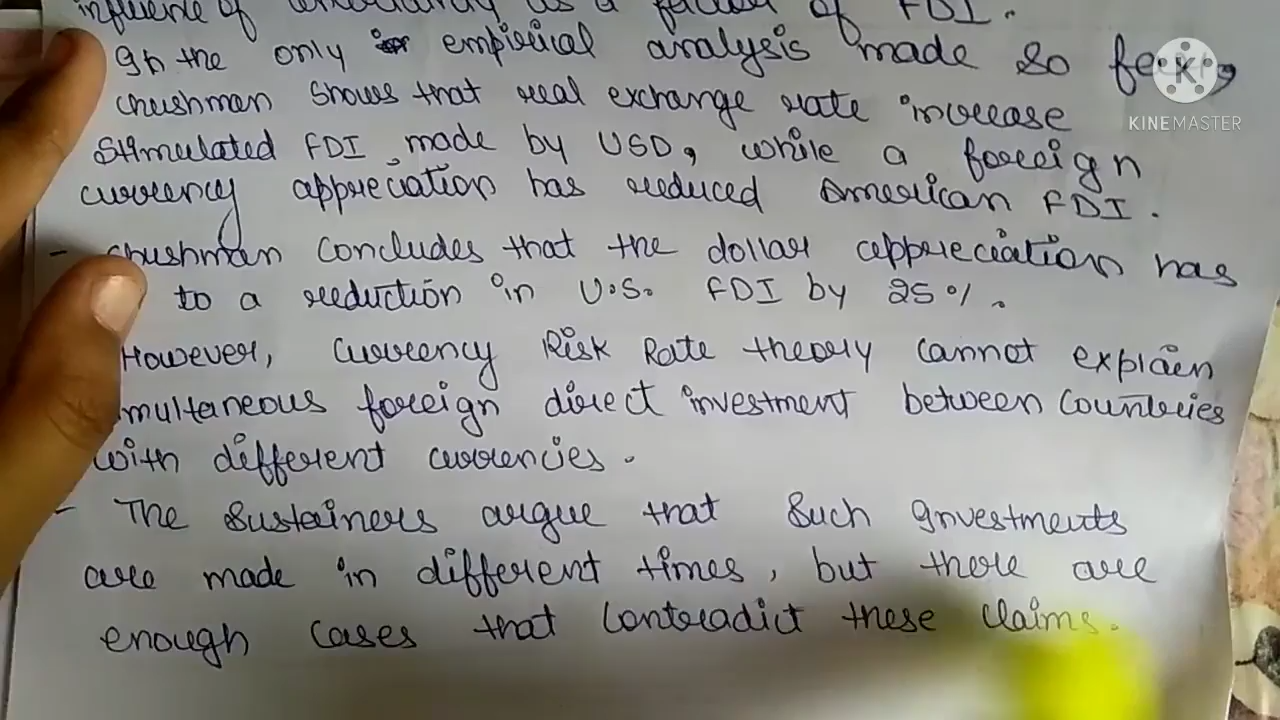 influence of uncertainty as a factor of FDI.
In the only empirical analysis made so far,
Chushman shows that real exchange rate increase
stimulated FDI made by USD, while a foreign
currency appreciation has reduced American FDI.
- Chushman Concludes that the dollar appreciation has
to a reduction in U.S. FDI by 25%.
However, Currency Risk Rate theory cannot explain
multaneous foreign direct investment between Countries
with different currencies.
- The Sustainers argue that Such Investments
are made in different times, but there are
enough Cases that Contradict these Claims.
K
KINEMASTER